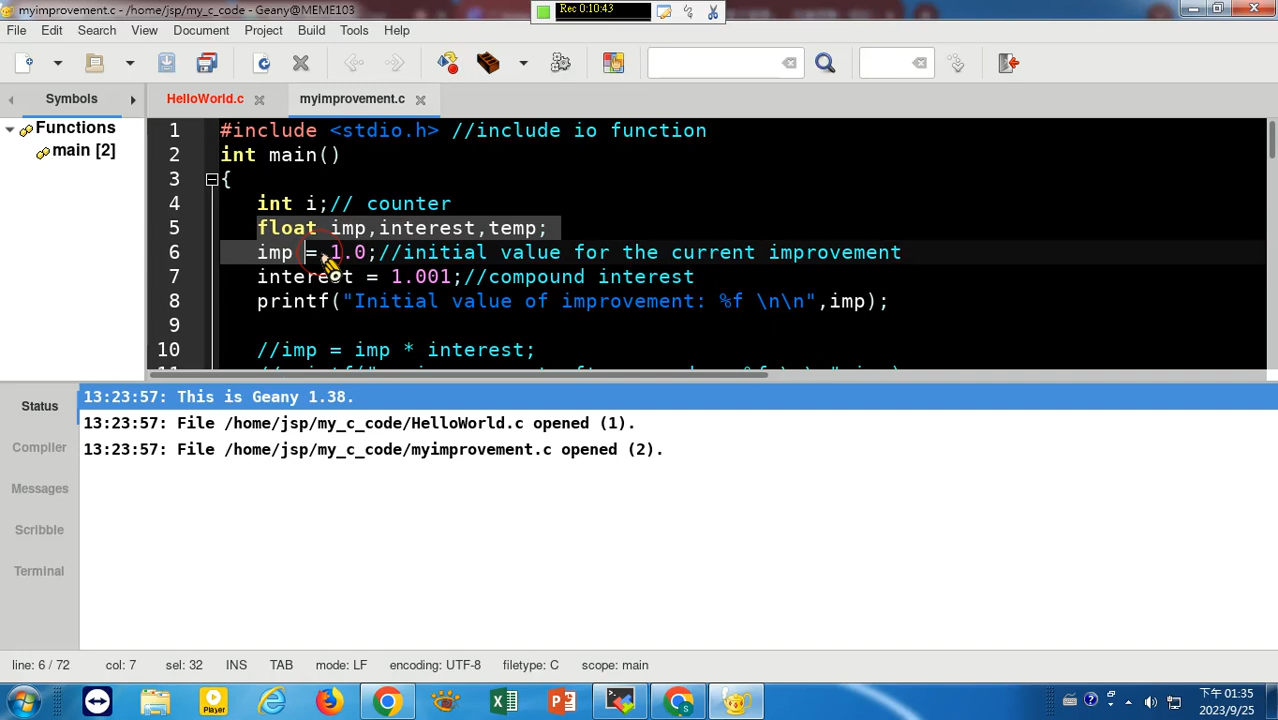 myimprovement.c - /home/jsp/my_c_code - Geany@MEME103
Rec 0:10:43
File Edit Search View Document Project Build Tools Help
Symbols HelloWorld.c myimprovement.c
Functions
main [2]
1 #include <stdio.h> //include io function
2 int main()
3 {
4 int i;// counter
5 float imp,interest,temp;
6 imp = 1.0;//initial value for the current improvement
7 interest = 1.001;//compound interest
8 printf("Initial value of improvement: %f \n\n",imp);
9
10 //imp = imp * interest;
Status
Compiler
Messages
Scribble
Terminal
13:23:57: This is Geany 1.38.
13:23:57: File /home/jsp/my_c_code/HelloWorld.c opened (1).
13:23:57: File /home/jsp/my_c_code/myimprovement.c opened (2).
line: 6 / 72 col: 7 sel: 32 INS TAB mode: LF encoding: UTF-8 filetype: C scope: main
Player
下午 01:35
2023/9/25